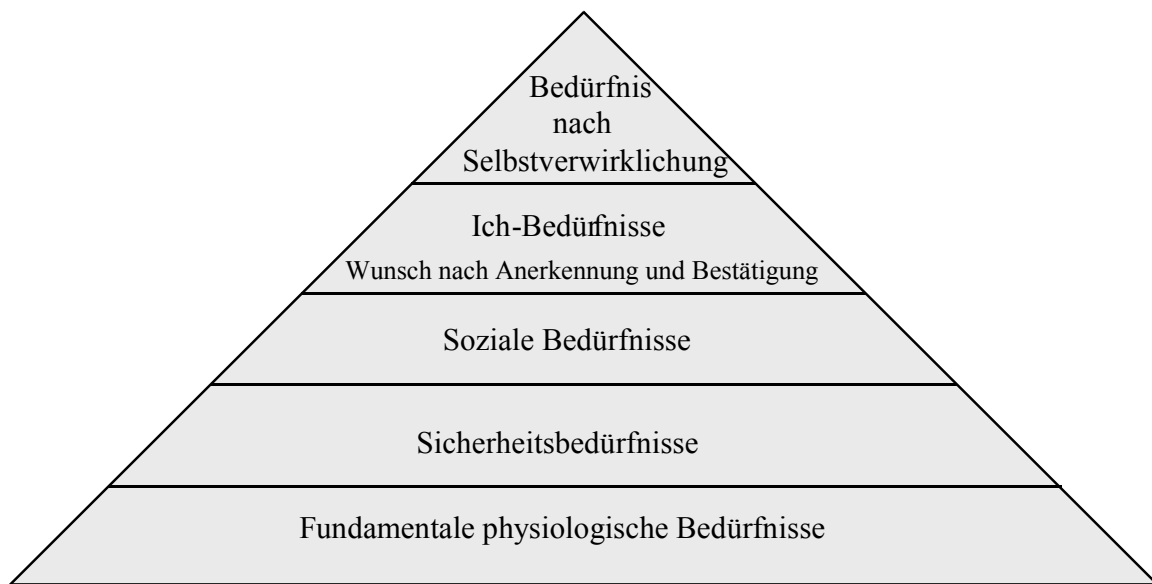 Bedürfnis
nach
Selbstverwirklichung
Ich-Bedürfnisse
Wunsch nach Anerkennung und Bestätigung
Soziale Bedürfnisse
Sicherheitsbedürfnisse
Fundamentale physiologische Bedürfnisse